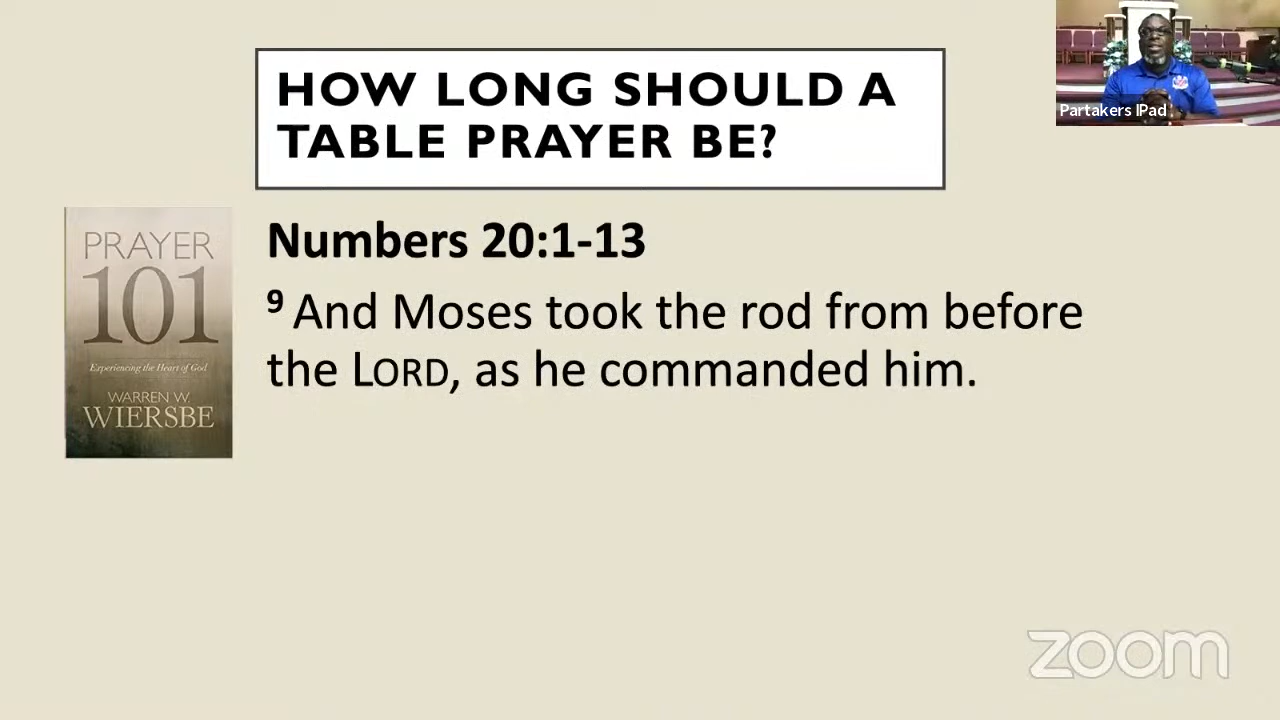 HOW LONG SHOULD A
TABLE PRAYER BE?
Partakers IPad
PRAYER
101
Experiencing the Heart of God
WARREN W.
WIERSBE
Numbers 20:1-13
9 And Moses took the rod from before
the LORD, as he commanded him.
zoom